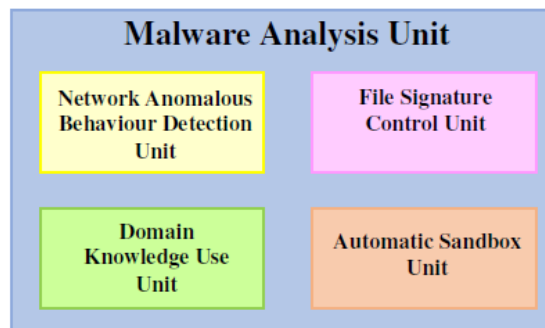 Malware Analysis Unit
Network Anomalous
Behaviour Detection
Unit
File Signature
Control Unit
Domain
Knowledge Use
Unit
Automatic Sandbox
Unit